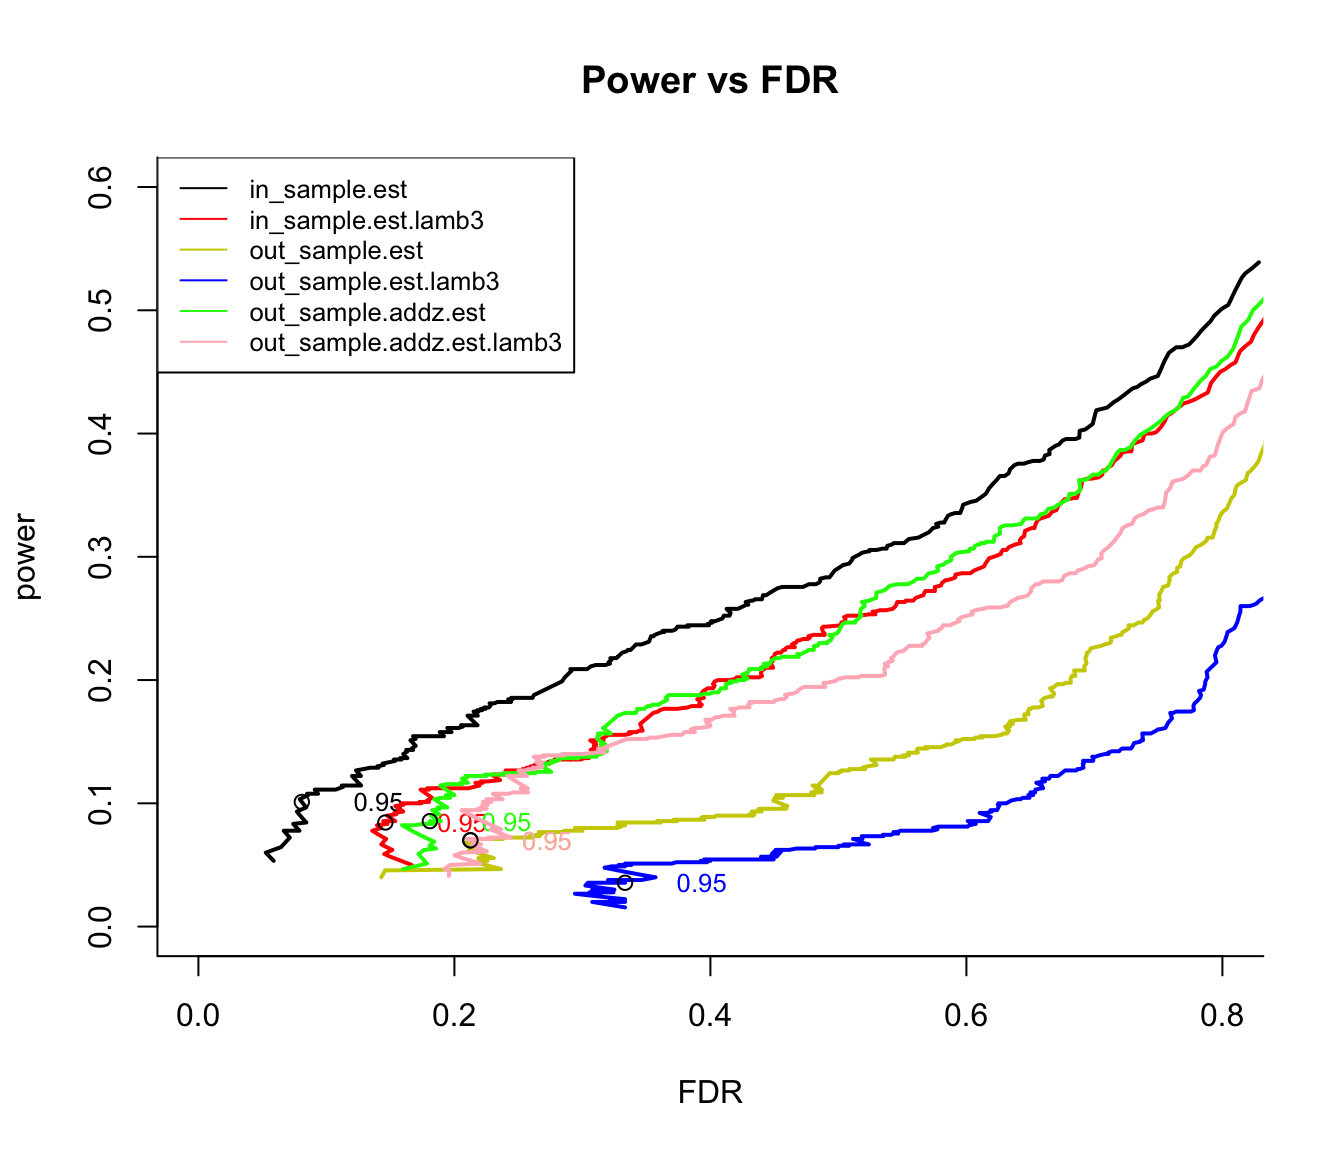 Power vs FDR
in_sample.est
in_sample.est.lamb3
out_sample.est
out_sample.est.lamb3
out_sample.addz.est
out_sample.addz.est.lamb3
power
0.6
0.5
0.4
0.3
0.2
0.1
0.0
0.95
0.95
0.95
0.95
0.95
0.0
0.2
0.4
0.6
0.8
FDR